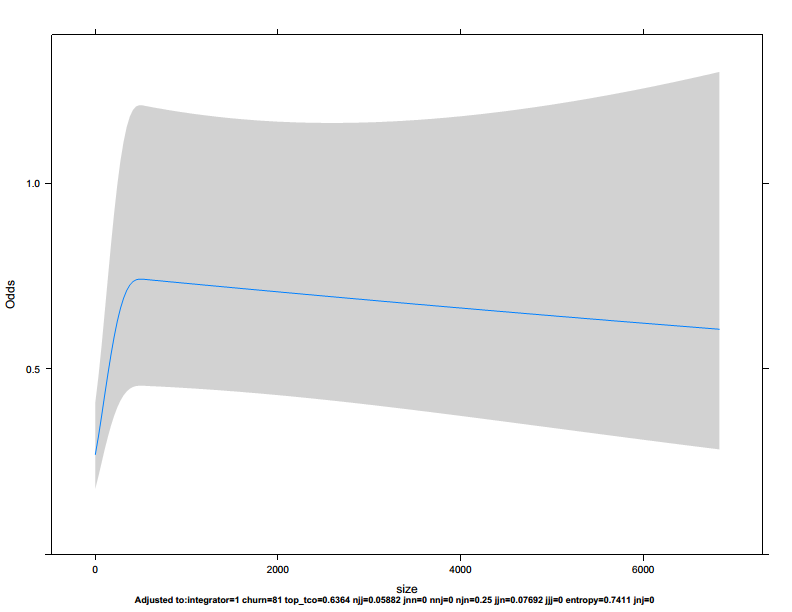 1.0
Odds
0.5
0 2000 4000 6000
size
Adjusted to:integrator=1 churn=81 top_tco=0.6364 njj=0.05882 jnn=0 nnj=0 njn=0.25 jjn=0.07692 jjj=0 entropy=0.7411 jnj=0